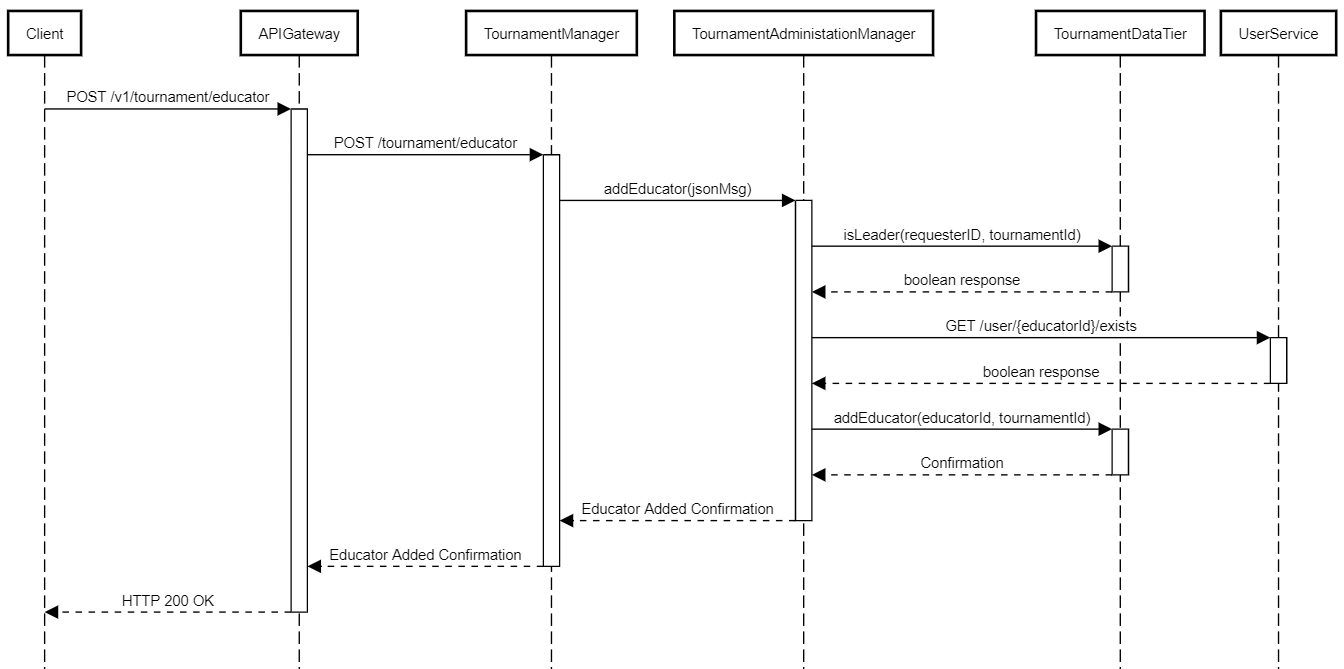 Client
APIGateway
TournamentManager
TournamentAdministationManager
TournamentDataTier
UserService
POST /v1/tournament/educator
POST /tournament/educator
addEducator(jsonMsg)
isLeader(requesterID, tournamentId)
boolean response
GET /user/{educatorId}/exists
boolean response
addEducator(educatorId, tournamentId)
Confirmation
Educator Added Confirmation
Educator Added Confirmation
HTTP 200 OK